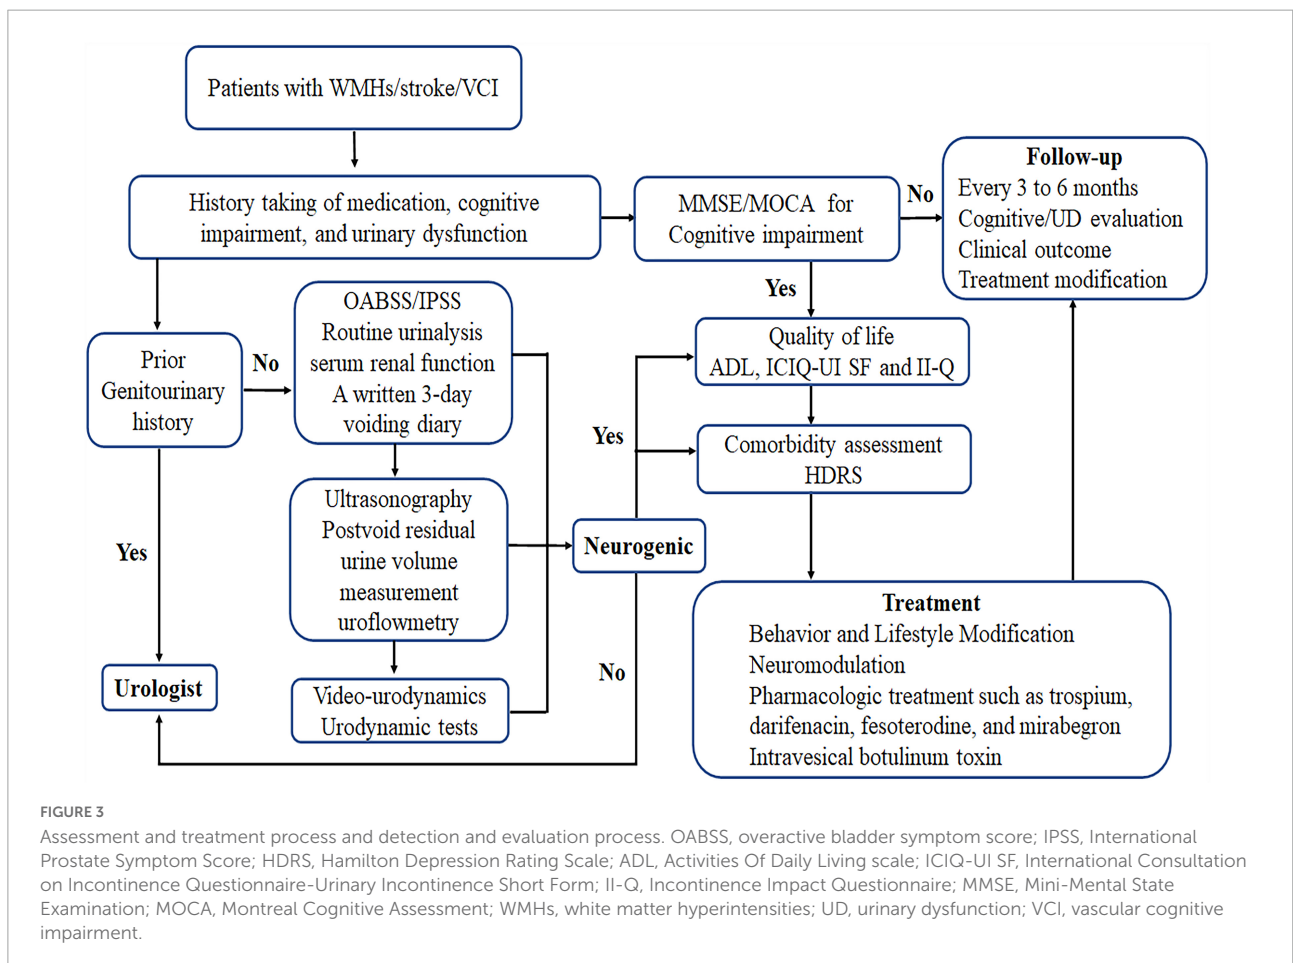 Patients with WMHs/stroke/VCI
History taking of medication, cognitive
impairment, and urinary dysfunction
MMSE/MOCA for
Cognitive impairment
No
Follow-up
Every 3 to 6 months
Cognitive/UD evaluation
Clinical outcome
Treatment modification
Yes
Prior
Genitourinary
history
No
OABSS/IPSS
Routine urinalysis
serum renal function
A written 3-day
voiding diary
Quality of life
ADL, ICIQ-UI SF and II-Q
Yes
Comorbidity assessment
HDRS
Ultrasonography
Postvoid residual
urine volume
measurement
uroflowmetry
Yes
Neurogenic
No
Urologist
Video-urodynamics
Urodynamic tests
Treatment
Behavior and Lifestyle Modification
Neuromodulation
Pharmacologic treatment such as trospium,
darifenacin, fesoterodine, and mirabegron
Intravesical botulinum toxin
FIGURE 3
Assessment and treatment process and detection and evaluation process. OABSS, overactive bladder symptom score; IPSS, International
Prostate Symptom Score; HDRS, Hamilton Depression Rating Scale; ADL, Activities Of Daily Living scale; ICIQ-UI SF, International Consultation
on Incontinence Questionnaire-Urinary Incontinence Short Form; II-Q, Incontinence Impact Questionnaire; MMSE, Mini-Mental State
Examination; MOCA, Montreal Cognitive Assessment; WMHs, white matter hyperintensities; UD, urinary dysfunction; VCI, vascular cognitive
impairment.